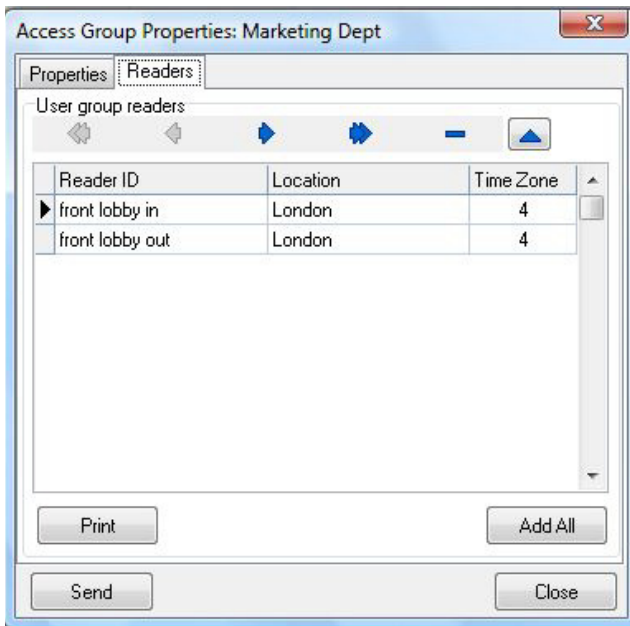 Access Group Properties: Marketing Dept
Properties Readers
User group readers
Reader ID Location Time Zone
front lobby in London 4
front lobby out London 4
Print Add All
Send Close